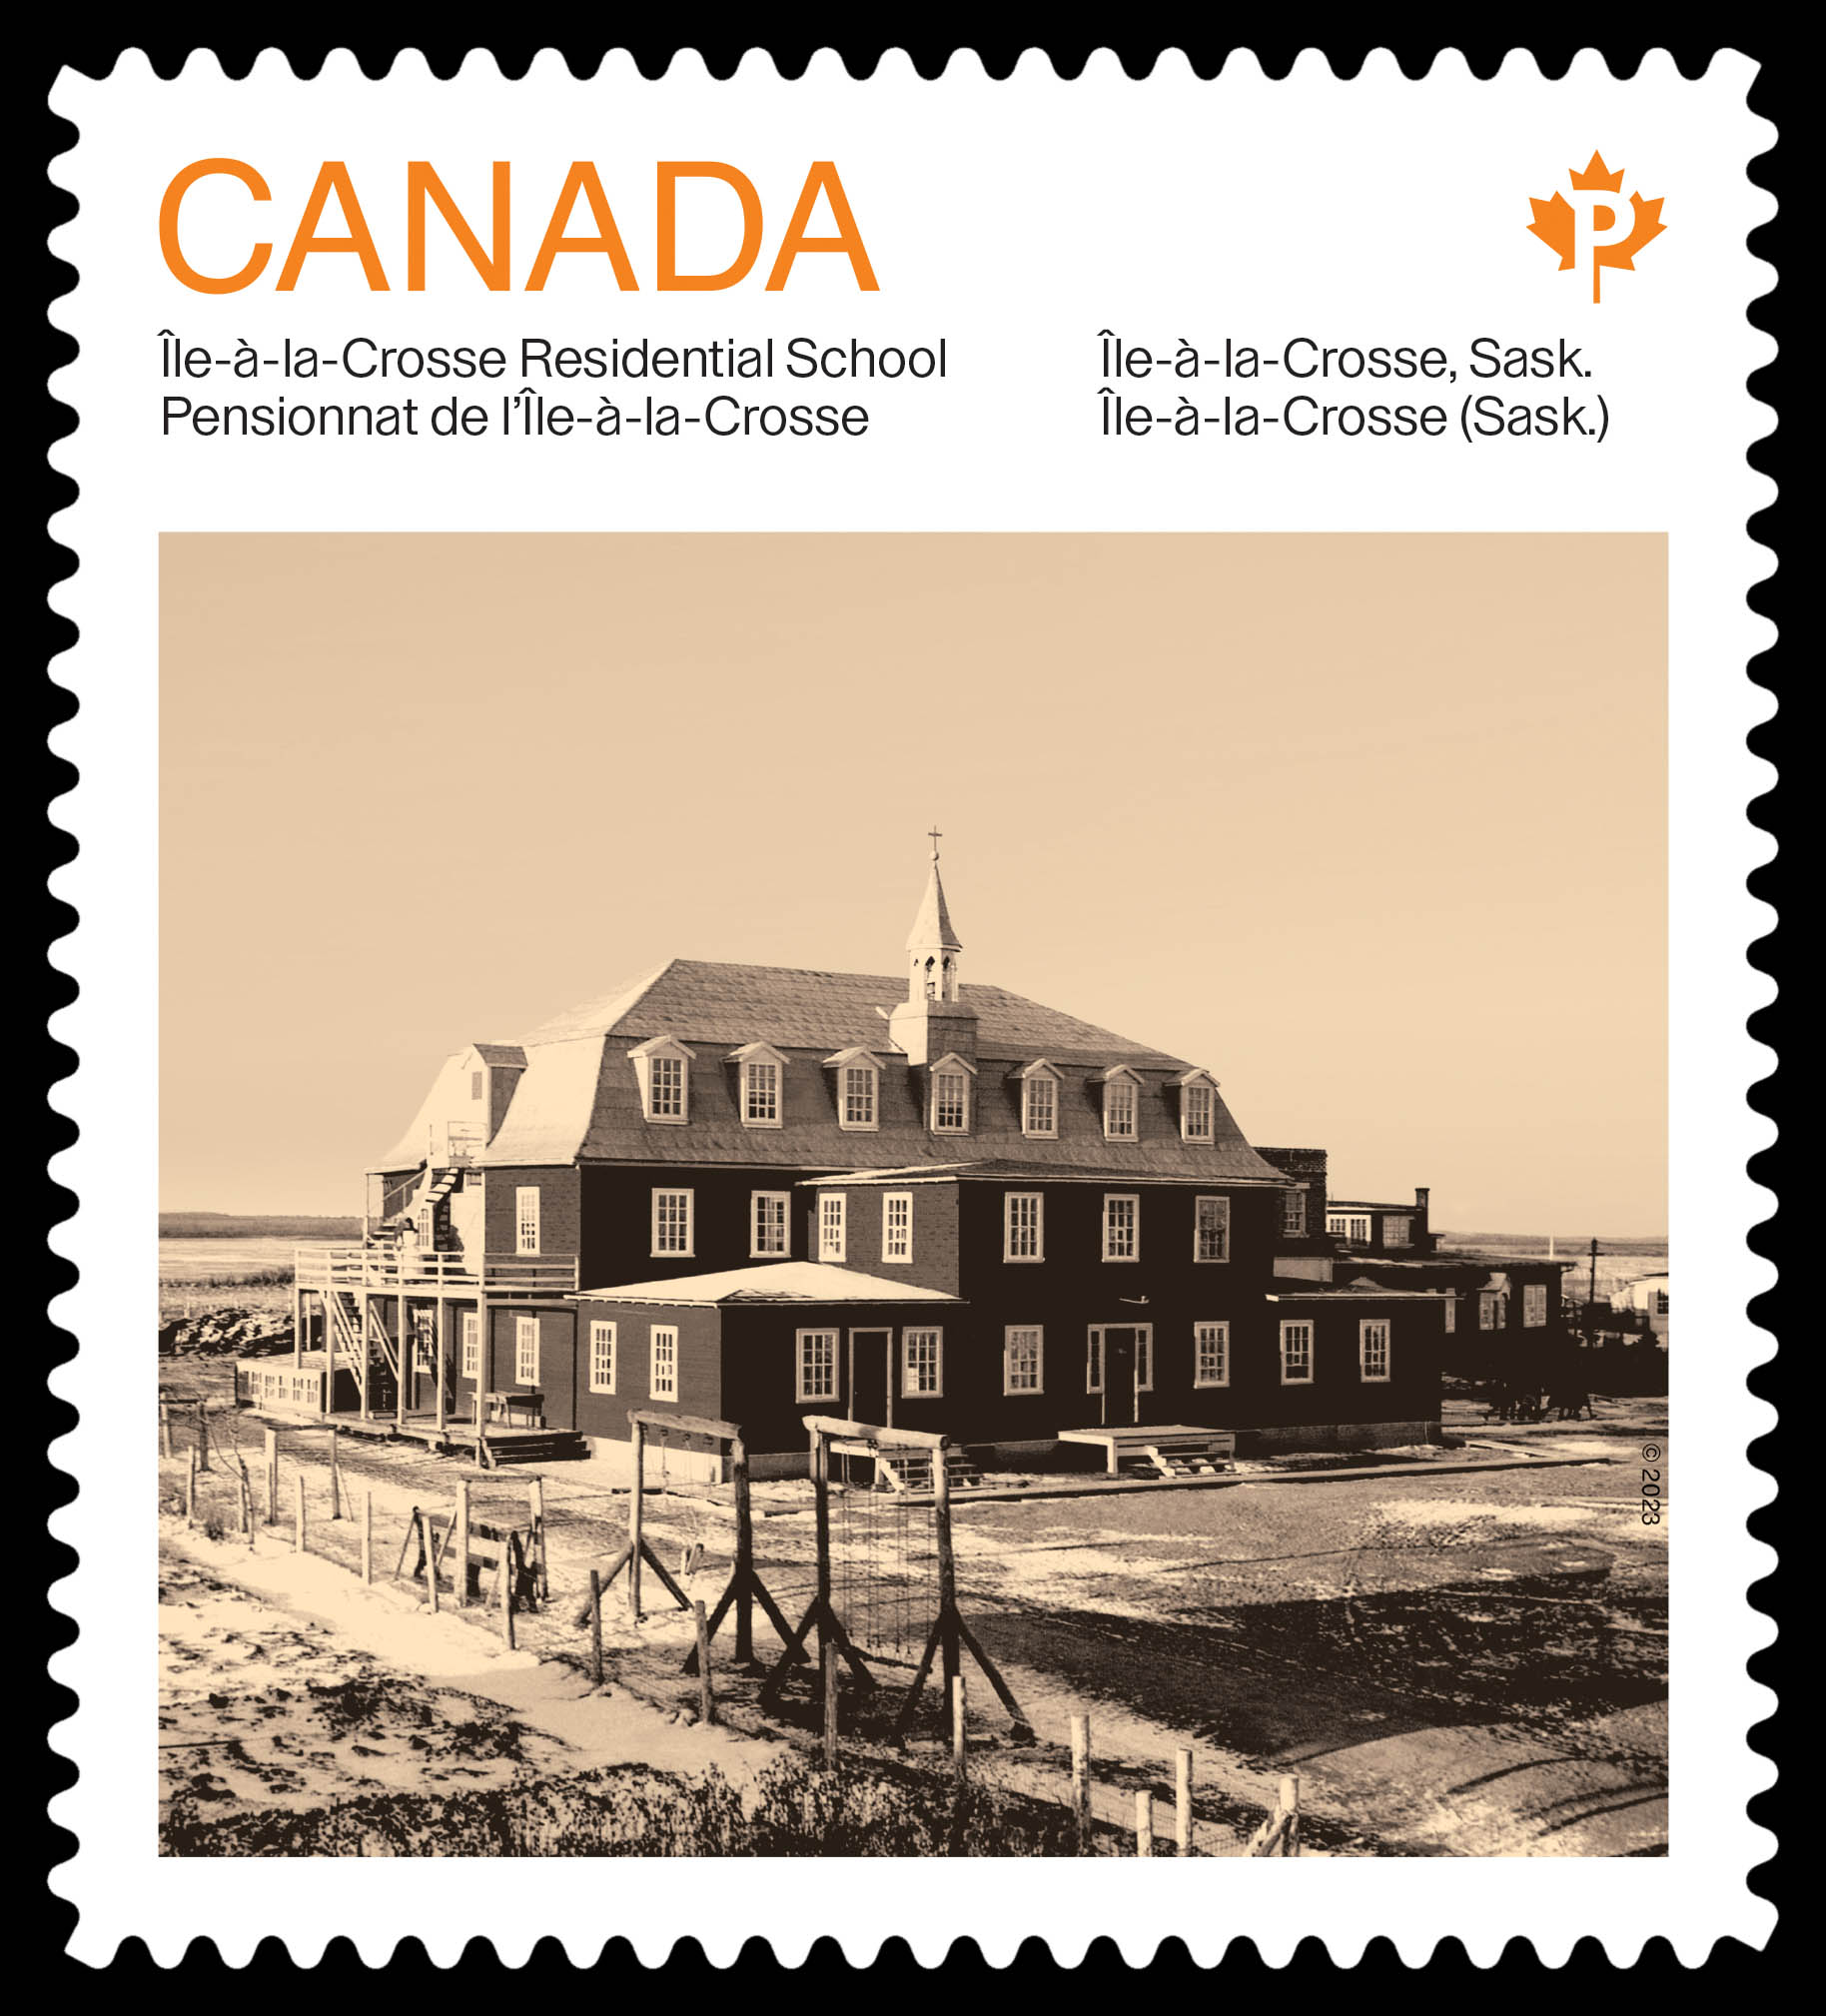 CANADA
P
Île-à-la-Crosse Residential School
Pensionnat de l'Île-à-la-Crosse
Île-à-la-Crosse, Sask.
Île-à-la-Crosse (Sask.)
© 2023